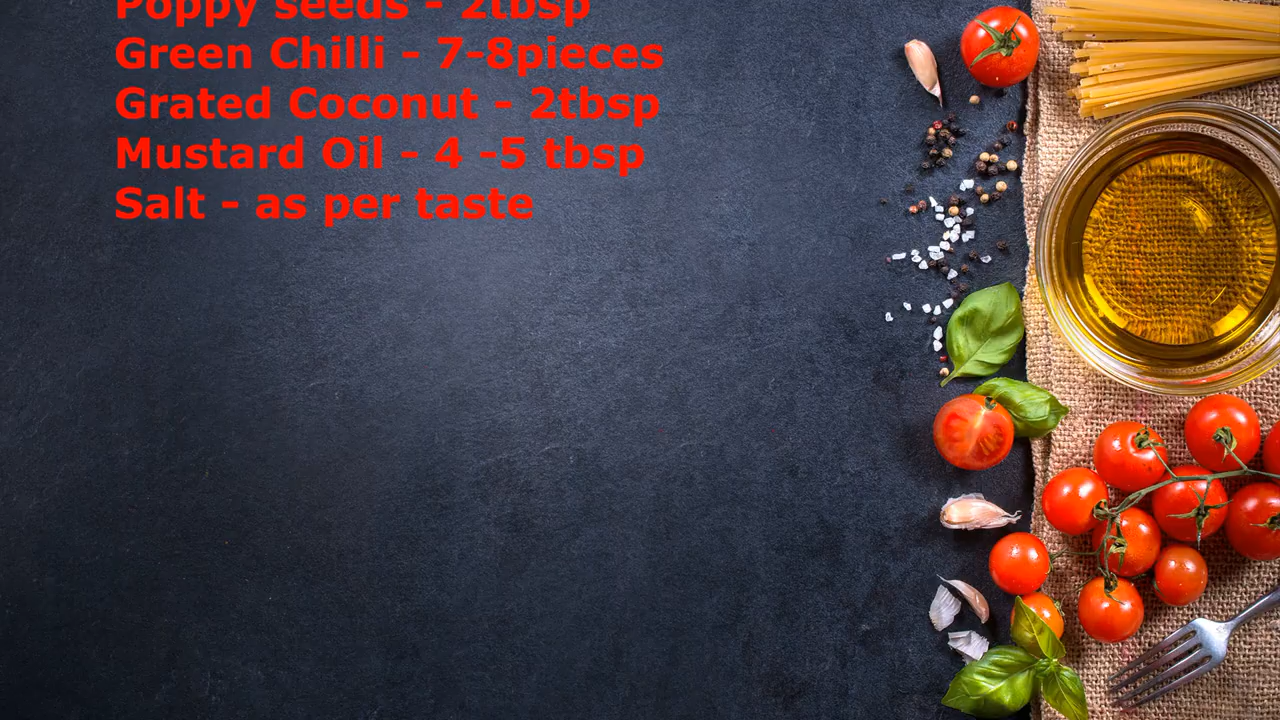 Poppy seeds - 2tbsp
Green Chilli - 7-8pieces
Grated Coconut - 2tbsp
Mustard Oil - 4 -5 tbsp
Salt - as per taste